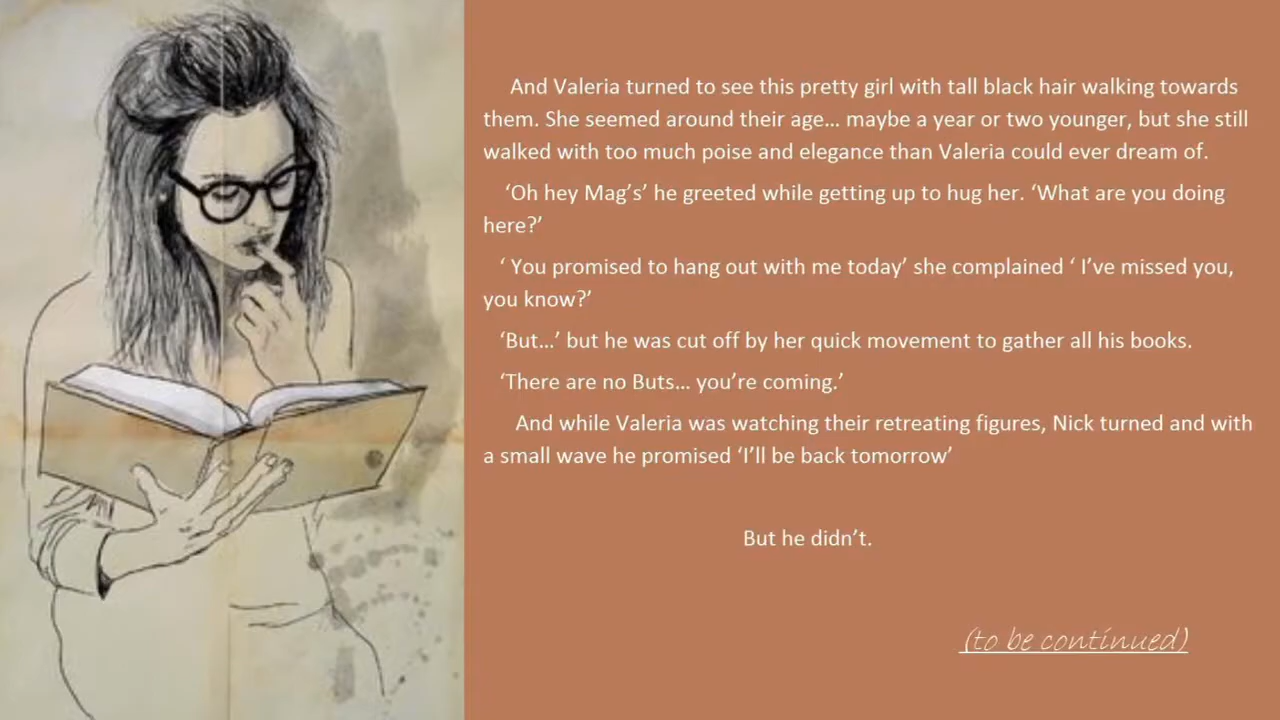 And Valeria turned to see this pretty girl with tall black hair walking towards
them. She seemed around their age… maybe a year or two younger, but she still
walked with too much poise and elegance than Valeria could ever dream of.
‘Oh hey Mag’s’ he greeted while getting up to hug her. ‘What are you doing
here?’
‘ You promised to hang out with me today’ she complained ‘ I’ve missed you,
you know?’
‘But…’ but he was cut off by her quick movement to gather all his books.
‘There are no Buts… you’re coming.’
And while Valeria was watching their retreating figures, Nick turned and with
a small wave he promised ‘I’ll be back tomorrow’
But he didn’t.
(to be continued)